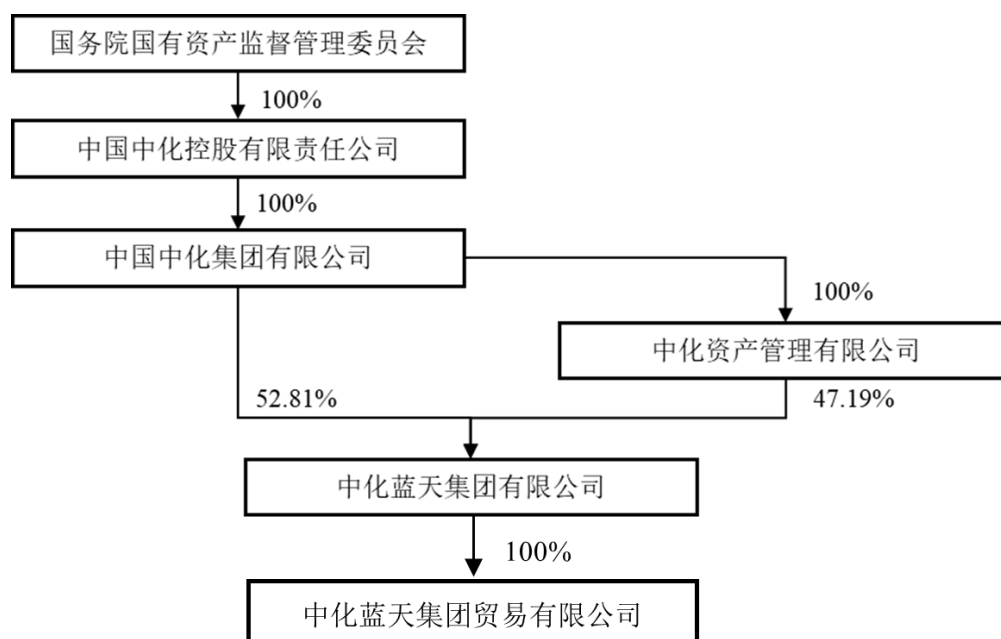 国务院国有资产监督管理委员会
100%
中国中化控股有限责任公司
100%
中国中化集团有限公司
100%
中化资产管理有限公司
52.81%
47.19%
中化蓝天集团有限公司
100%
中化蓝天集团贸易有限公司